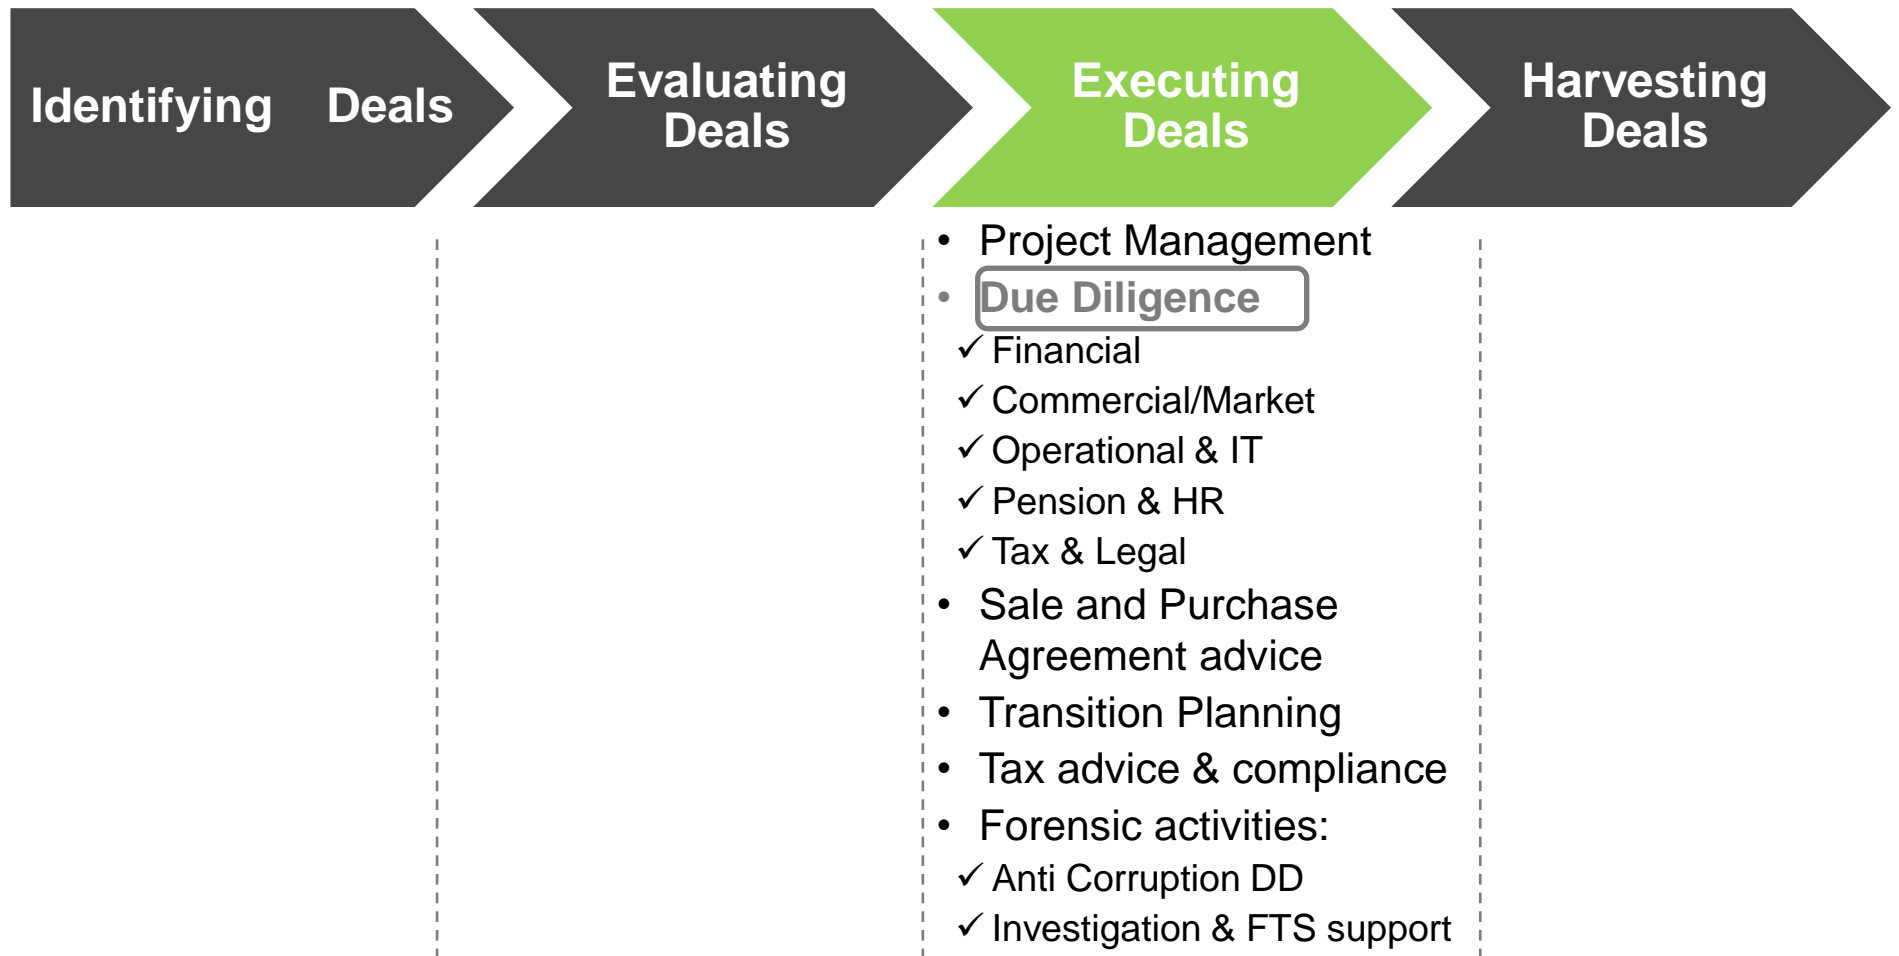 Identifying Deals
Evaluating
Deals
Executing
Deals
Harvesting
Deals
• Project Management
• Due Diligence
✓ Financial
✓ Commercial/Market
✓ Operational & IT
✓ Pension & HR
✓ Tax & Legal
• Sale and Purchase
Agreement advice
• Transition Planning
• Tax advice & compliance
• Forensic activities:
✓ Anti Corruption DD
✓ Investigation & FTS support